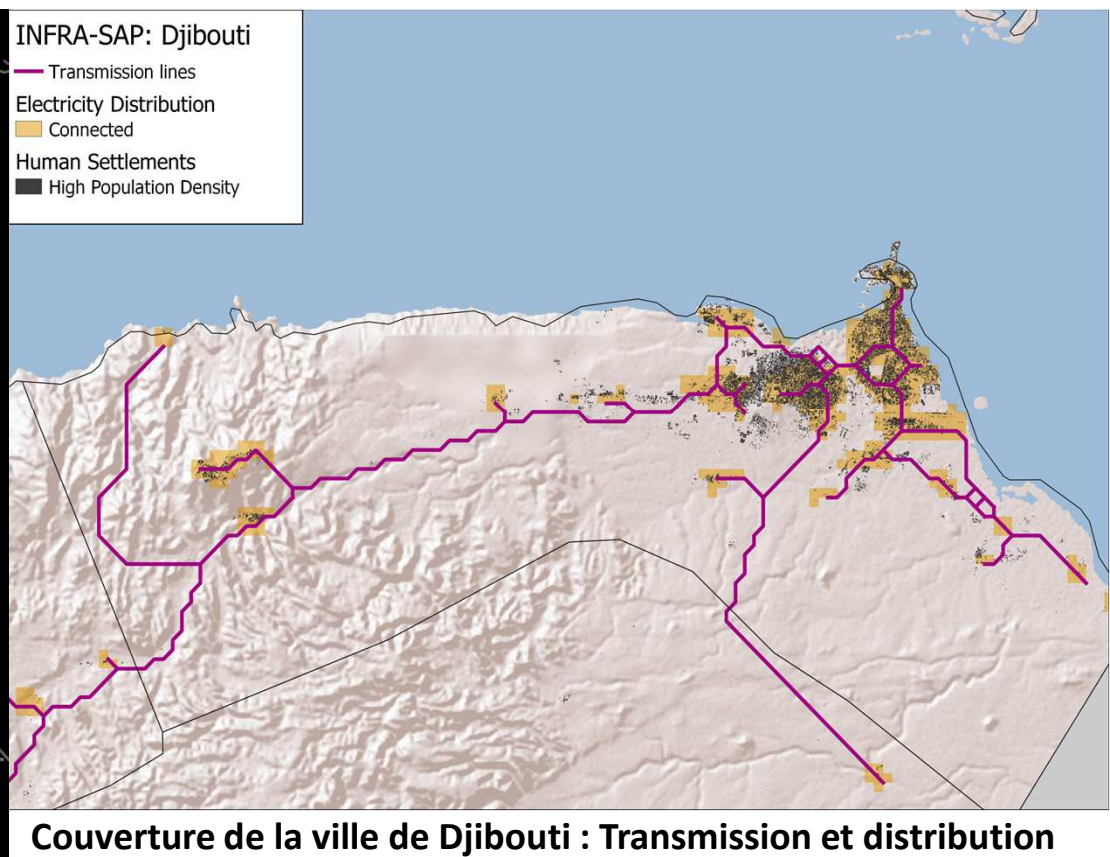 INFRA-SAP: Djibouti
Transmission lines
Electricity Distribution
Connected
Human Settlements
High Population Density
Couverture de la ville de Djibouti : Transmission et distribution